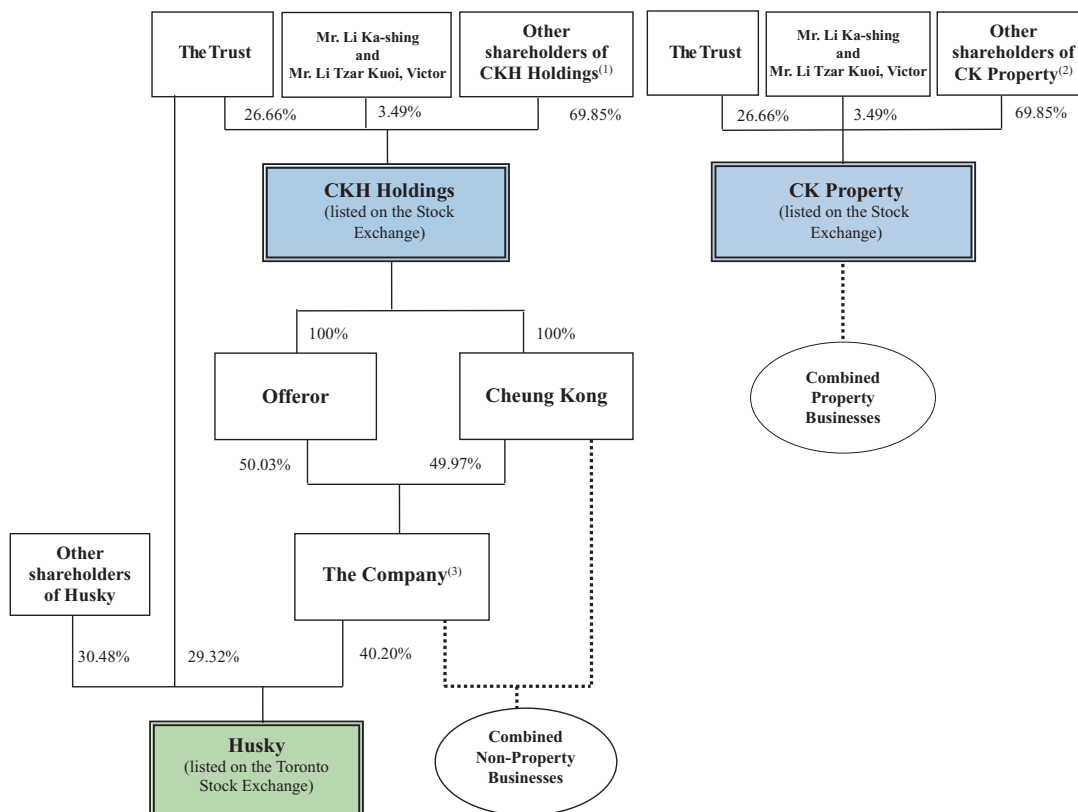 The Trust
Mr. Li Ka-shing
and
Mr. Li Tzar Kuoi, Victor
Other
shareholders of
CKH Holdings(1)
The Trust
Mr. Li Ka-shing
and
Mr. Li Tzar Kuoi, Victor
Other
shareholders of
CK Property(2)
26.66%
3.49%
69.85%
26.66%
3.49%
69.85%
CKH Holdings
(listed on the Stock
Exchange)
CK Property
(listed on the Stock
Exchange)
100%
100%
Offeror
Cheung Kong
Combined
Property
Businesses
50.03%
49.97%
Other
shareholders
of Husky
The Company(3)
30.48%
29.32%
40.20%
Husky
(listed on the Toronto
Stock Exchange)
Combined
Non-Property
Businesses